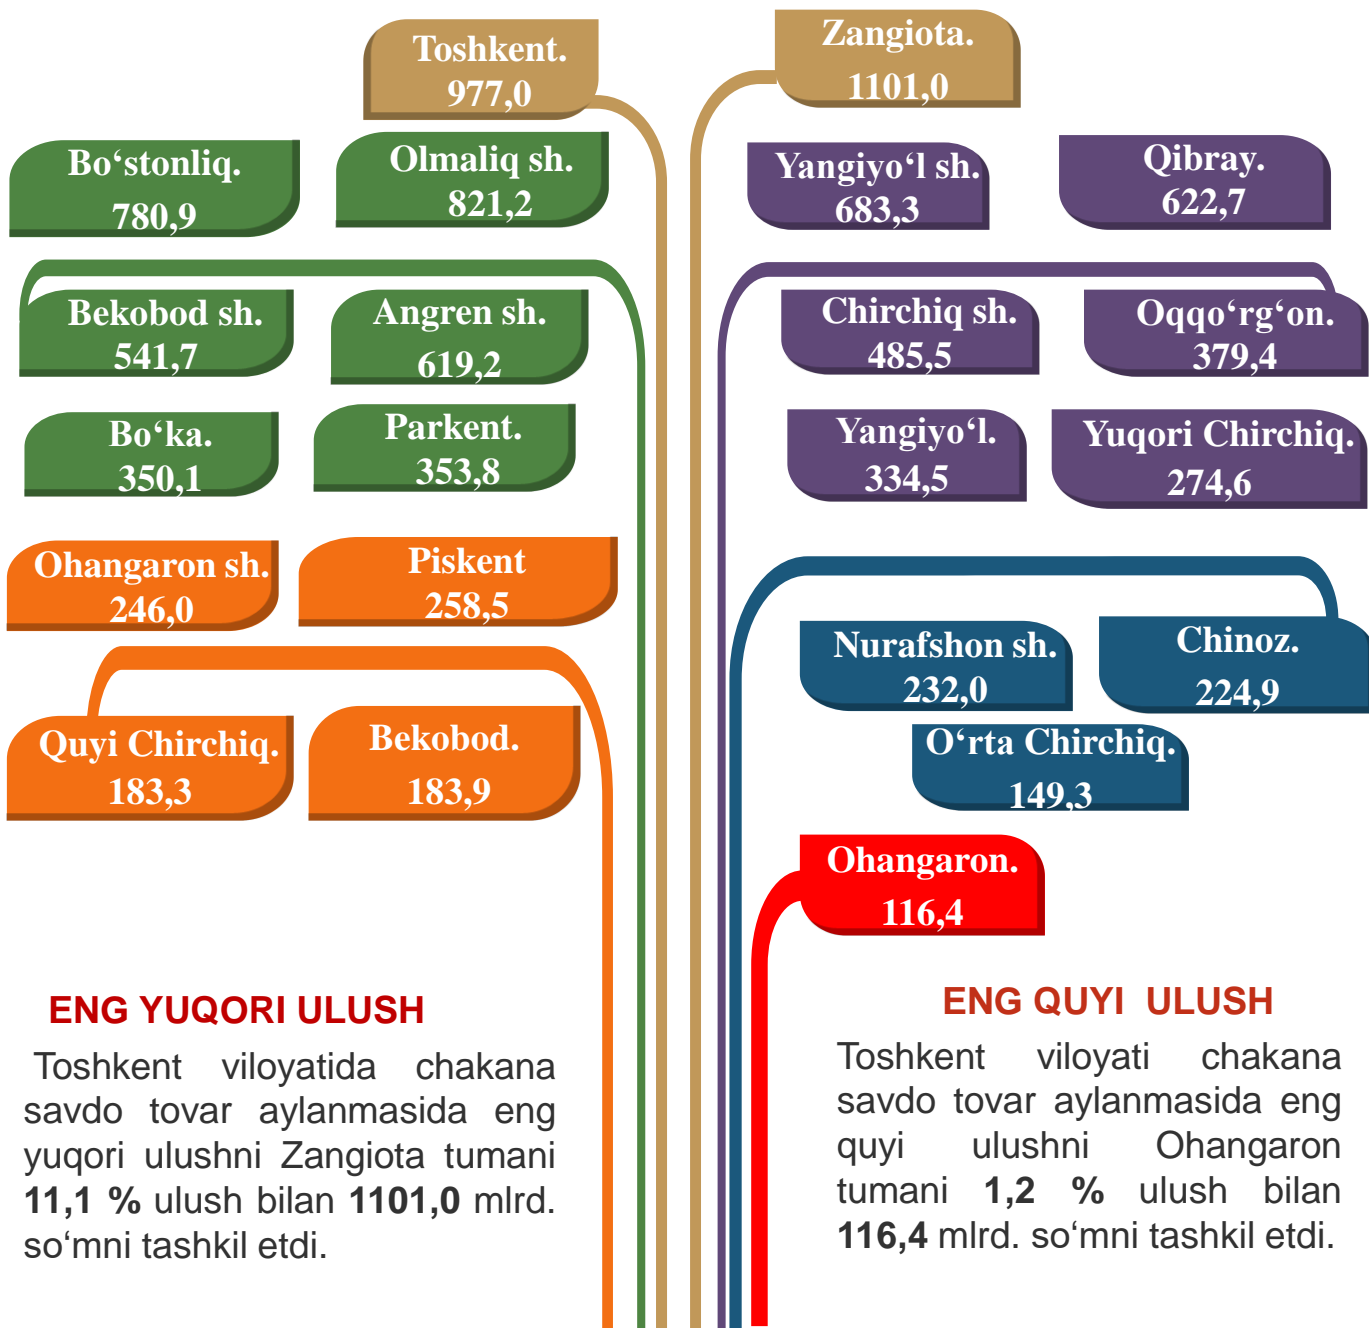 Toshkent.
977,0
Zangiota.
1101,0
Bo‘stonliq.
780,9
Olmaliq sh.
821,2
Yangiyo‘l sh.
683,3
Qibray.
622,7
Bekobod sh.
541,7
Angren sh.
619,2
Chirchiq sh.
485,5
Oqqo‘rg‘on.
379,4
Bo‘ka.
350,1
Parkent.
353,8
Yangiyo‘l.
334,5
Yuqori Chirchiq.
274,6
Ohangaron sh.
246,0
Piskent
258,5
Nurafshon sh.
232,0
Chinoz.
224,9
Quyi Chirchiq.
183,3
Bekobod.
183,9
O‘rta Chirchiq.
149,3
Ohangaron.
116,4
ENG YUQORI ULUSH
Toshkent viloyatida chakana
savdo tovar aylanmasida eng
yuqori ulushni Zangiota tumani
11,1 % ulush bilan 1101,0 mlrd.
so‘mni tashkil etdi.
ENG QUYI ULUSH
Toshkent viloyati chakana
savdo tovar aylanmasida eng
quyi ulushni Ohangaron
tumani 1,2 % ulush bilan
116,4 mlrd. so‘mni tashkil etdi.